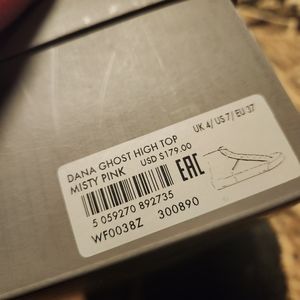 DANA GHOST HIGH TOP
MISTY PINK USD $179.00
UK 4/ US 7/ EU 37
EAC
5 059270 892735
WF0038Z 300890